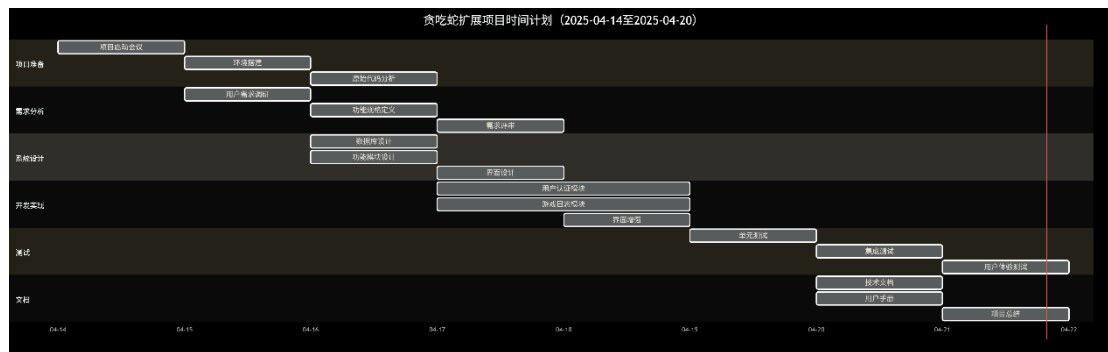 贪吃蛇扩展项目时间计划（2025-04-14至2025-04-20）
项目启动会议
项目准备
环境搭建
原始代码分析
用户需求调研
需求分析
功能规格定义
需求评审
数据库设计
系统设计
功能模块设计
界面设计
用户认证模块
开发实现
游戏日志模块
界面增强
单元测试
测试
集成测试
用户体验测试
技术文档
文档
用户手册
项目总结
04-14 04-15 04-16 04-17 04-18 04-19 04-20 04-21 04-22